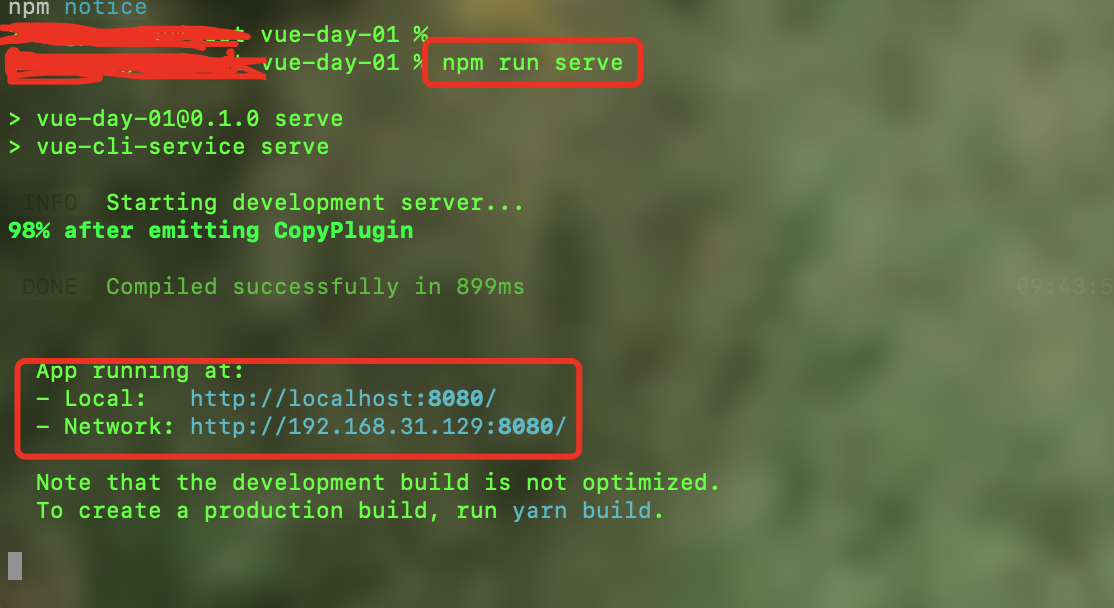 npm notice
vue-day-01 %
vue-day-01 % npm run serve
> vue-day-01@0.1.0 serve
> vue-cli-service serve
INFO Starting development server...
98% after emitting CopyPlugin
DONE Compiled successfully in 899ms 09:43:5
App running at:
- Local: http://localhost:8080/
- Network: http://192.168.31.129:8080/
Note that the development build is not optimized.
To create a production build, run yarn build.